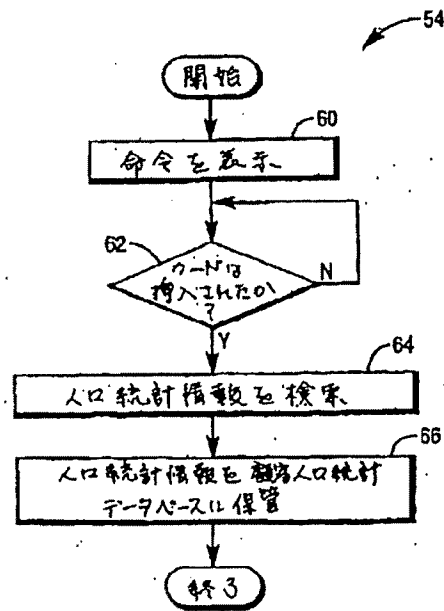 54
開始
60
命令を表示
62
カードは
挿入されたか
?
N
Y
64
人口統計情報を検索
66
人口統計情報を顧客人口統計
データベースに保管
終了